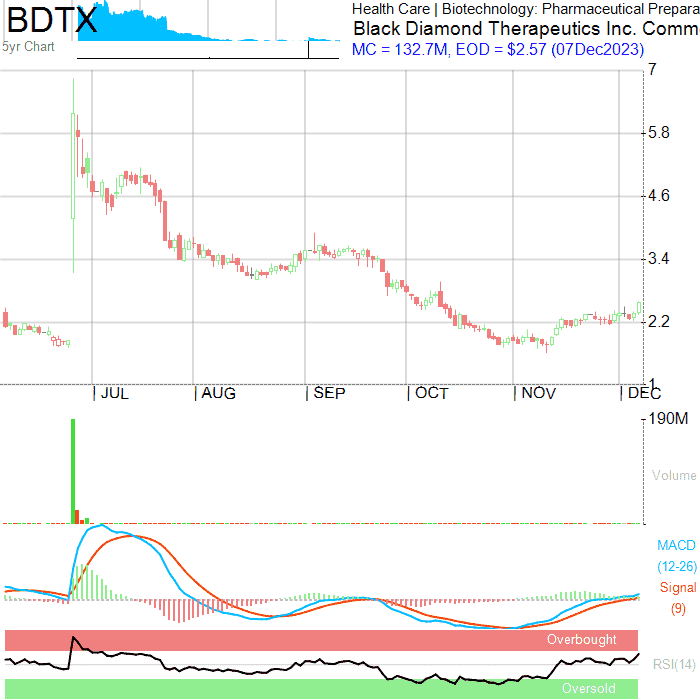 BDTX
5yr Chart
Health Care | Biotechnology: Pharmaceutical Prepara
Black Diamond Therapeutics Inc. Comm
MC = 132.7M, EOD = $2.57 (07Dec2023)
7
5.8
4.6
3.4
2.2
1
JUL
AUG
SEP
OCT
NOV
DEC
190M
Volume
MACD
(12-26)
Signal
(9)
Overbought
RSI(14)
Oversold